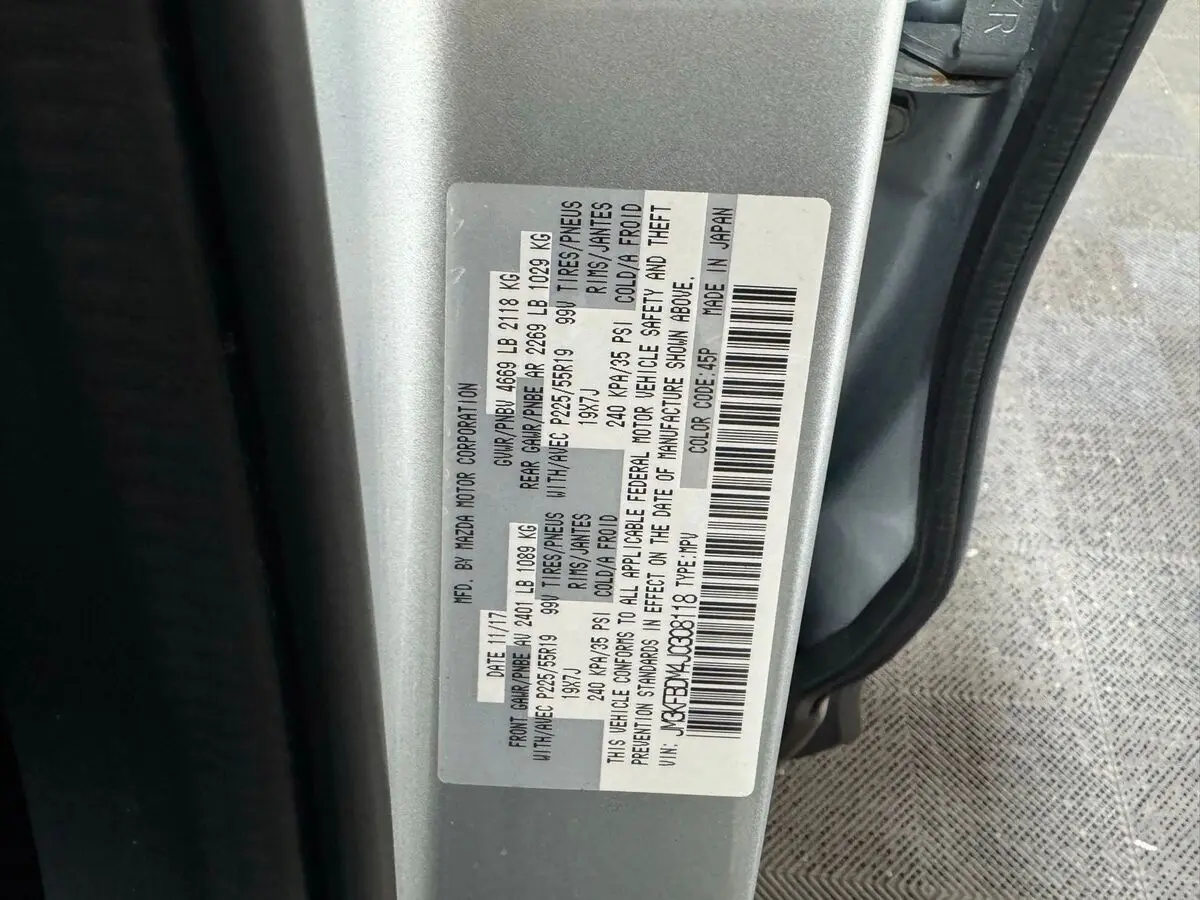 MFD. BY MAZDA MOTOR CORPORATION
DATE 11/17 GVWR/PNBV 4669 LB 2118 KG
FRONT GAWR/PNBE AV 2401 LB 1089 KG REAR GAWR/PNBE AR 2269 LB 1029 KG
WITH/AVEC P225/55R19 99V TIRES/PNEUS WITH/AVEC P225/55R19 99V TIRES/PNEUS
19X7J RIMS/JANTES 19X7J RIMS/JANTES
240 KPA/35 PSI COLD/A FROID 240 KPA/35 PSI COLD/A FROID
THIS VEHICLE CONFORMS TO ALL APPLICABLE FEDERAL MOTOR VEHICLE SAFETY AND THEFT
PREVENTION STANDARDS IN EFFECT ON THE DATE OF MANUFACTURE SHOWN ABOVE.
VIN: JM3KFBDM4J0308118 TYPE:MPV COLOR CODE:45P MADE IN JAPAN